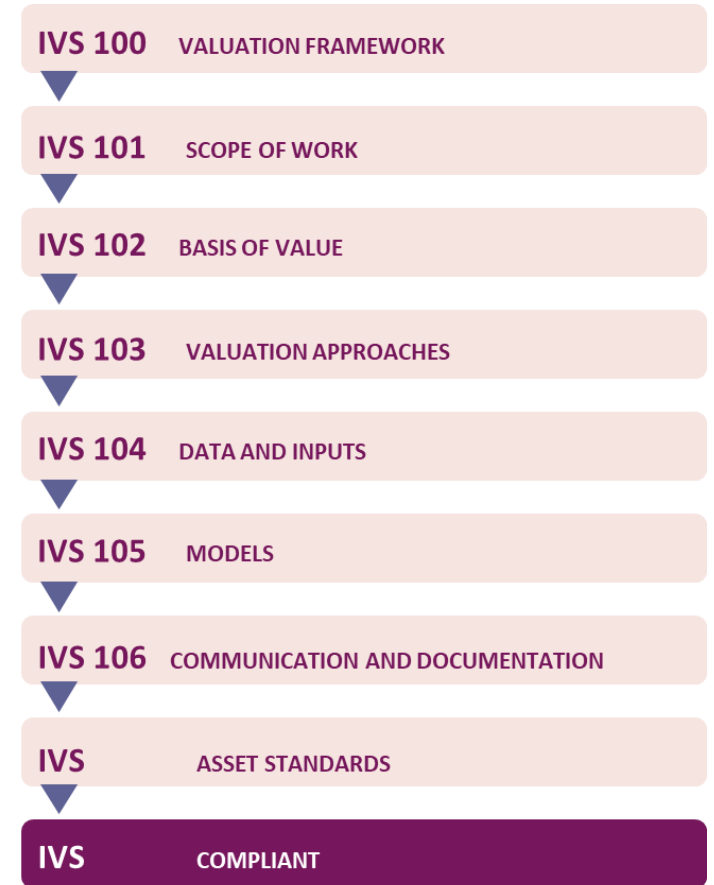 IVS 100 VALUATION FRAMEWORK
IVS 101 SCOPE OF WORK
IVS 102 BASIS OF VALUE
IVS 103 VALUATION APPROACHES
IVS 104 DATA AND INPUTS
IVS 105 MODELS
IVS 106 COMMUNICATION AND DOCUMENTATION
IVS ASSET STANDARDS
IVS COMPLIANT